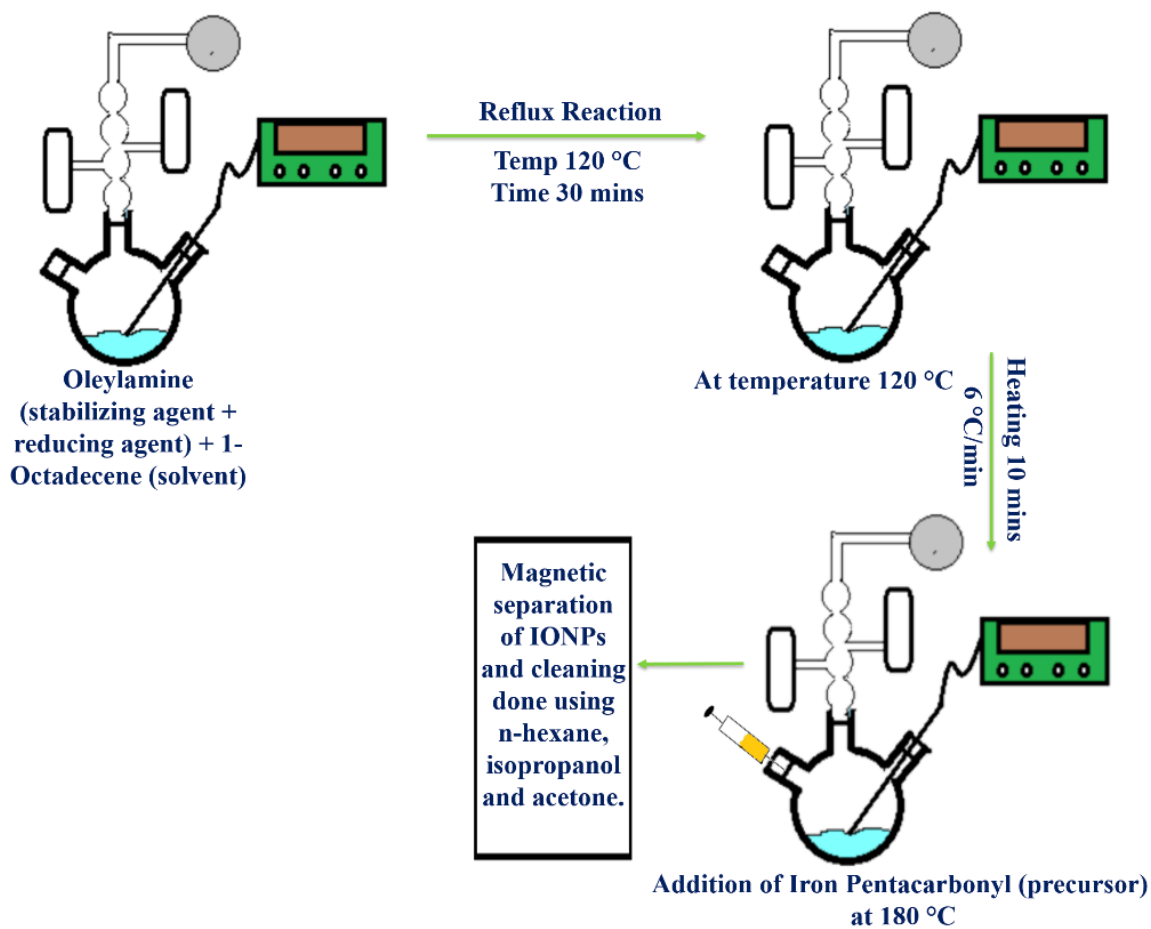 Reflux Reaction
Temp 120 °C
Time 30 mins
Oleylamine
(stabilizing agent +
reducing agent) + 1-
Octadecene (solvent)
At temperature 120 °C
Heating 10 mins
6 °C/min
Magnetic
separation
of IONPs
and cleaning
done using
n-hexane,
isopropanol
and acetone.
Addition of Iron Pentacarbonyl (precursor)
at 180 °C